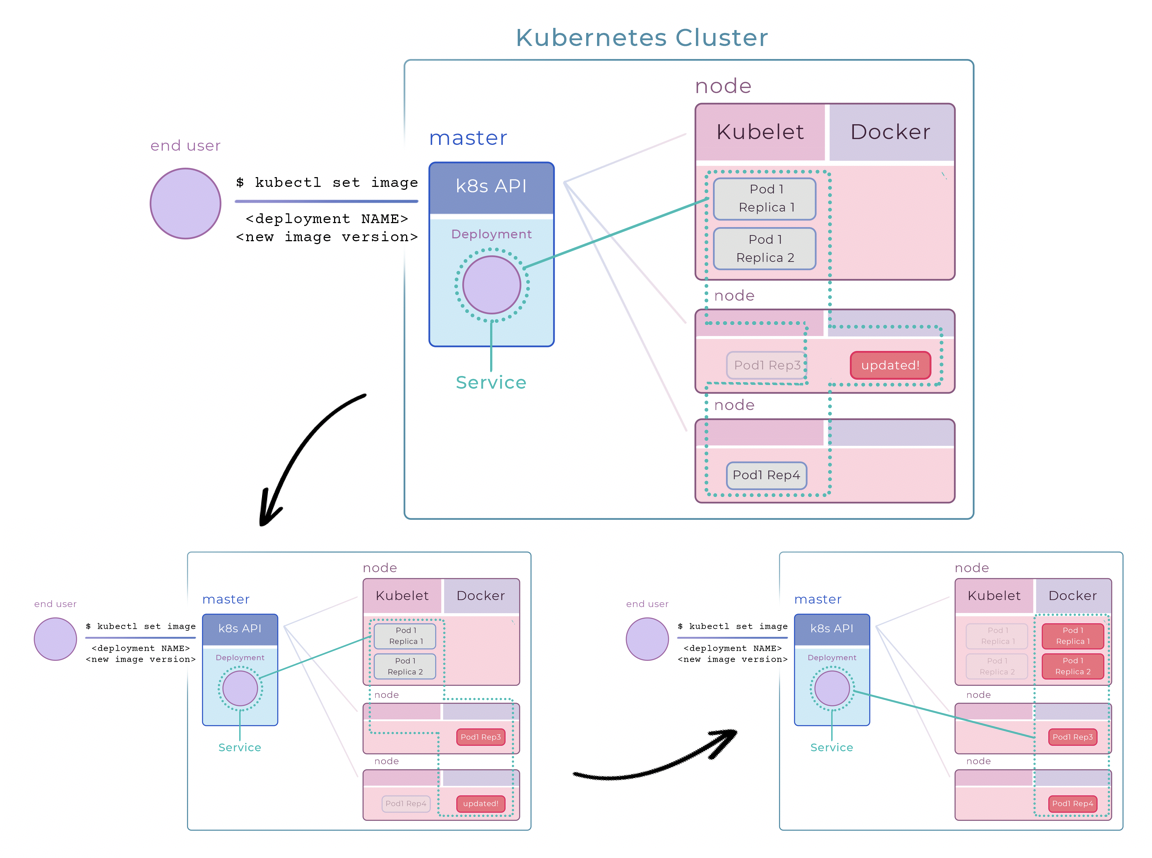 Kubernetes Cluster
end user
$ kubectl set image
<deployment NAME>
<new image version>
master
k8s API
Deployment
Service
node
Kubelet
Docker
Pod 1
Replica 1
Pod 1
Replica 2
node
Pod1 Rep3
updated!
node
Pod1 Rep4
end user
$ kubectl set image
<deployment NAME>
<new image version>
master
k8s API
Deployment
Service
node
Kubelet
Docker
Pod 1
Replica 1
Pod 1
Replica 2
node
Pod1 Rep3
node
Pod1 Rep4
updated!
end user
$ kubectl set image
<deployment NAME>
<new image version>
master
k8s API
Deployment
Service
node
Kubelet
Docker
Pod 1
Replica 1
Pod 1
Replica 1
Pod 1
Replica 2
Pod 1
Replica 2
node
Pod1 Rep3
node
Pod1 Rep4